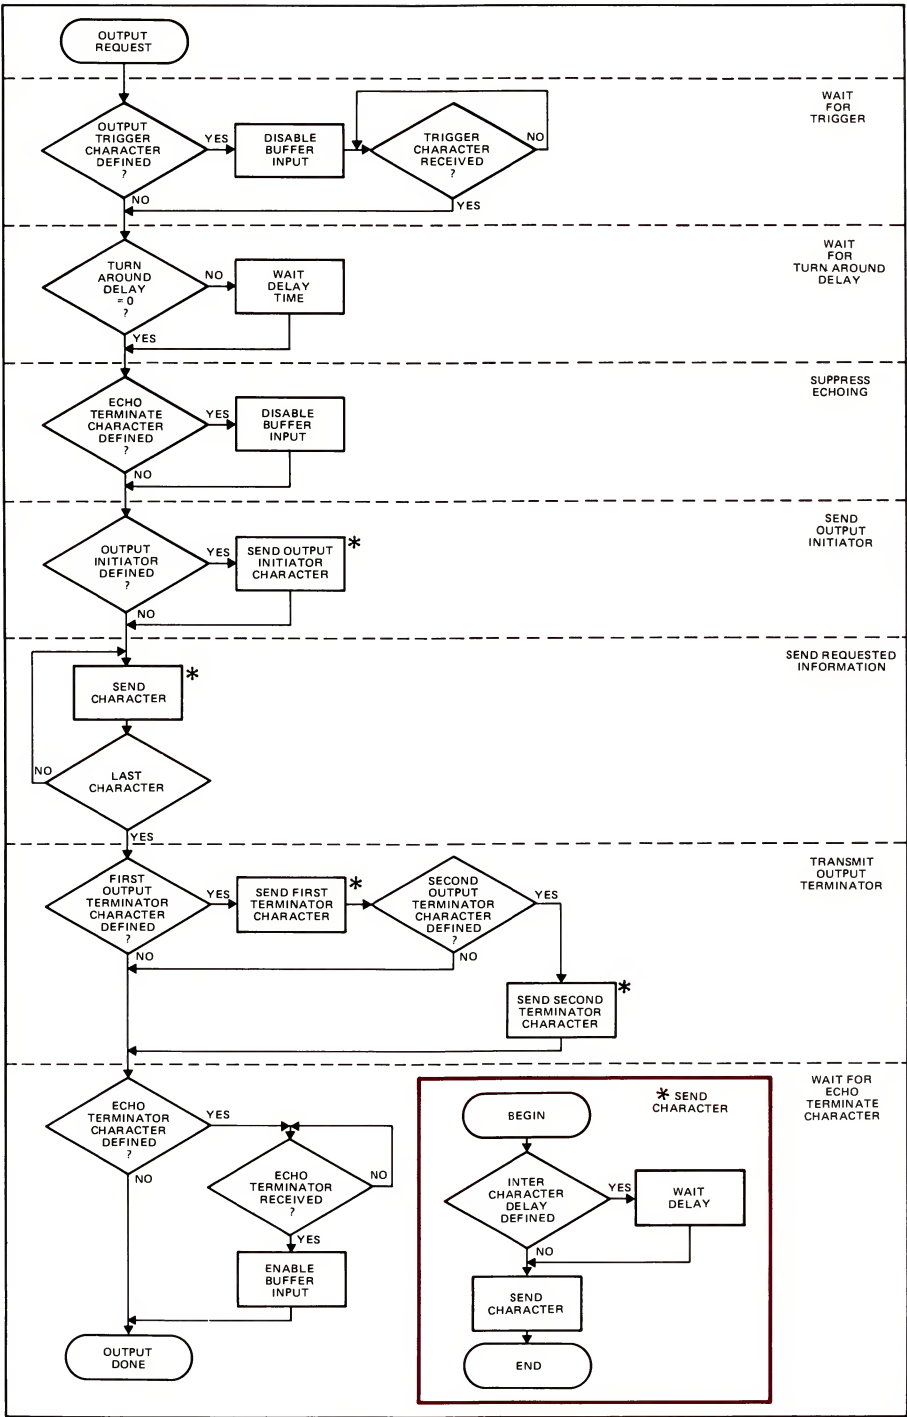 OUTPUT
REQUEST
WAIT
FOR
TRIGGER
OUTPUT
TRIGGER
CHARACTER
DEFINED
?
YES
DISABLE
BUFFER
INPUT
TRIGGER
CHARACTER
RECEIVED
?
NO
NO
YES
WAIT
FOR
TURN AROUND
DELAY
TURN
AROUND
DELAY
= 0
?
NO
WAIT
DELAY
TIME
YES
SUPPRESS
ECHOING
ECHO
TERMINATE
CHARACTER
DEFINED
?
YES
DISABLE
BUFFER
INPUT
NO
SEND
OUTPUT
INITIATOR
OUTPUT
INITIATOR
DEFINED
?
YES
SEND OUTPUT
INITIATOR
CHARACTER
*
NO
SEND REQUESTED
INFORMATION
SEND
CHARACTER
*
LAST
CHARACTER
NO
YES
TRANSMIT
OUTPUT
TERMINATOR
FIRST
OUTPUT
TERMINATOR
CHARACTER
DEFINED
?
YES
SEND FIRST
TERMINATOR
CHARACTER
*
SECOND
OUTPUT
TERMINATOR
CHARACTER
DEFINED
?
YES
NO
NO
SEND SECOND
TERMINATOR
CHARACTER
*
WAIT FOR
ECHO
TERMINATE
CHARACTER
ECHO
TERMINATOR
CHARACTER
DEFINED
?
YES
NO
ECHO
TERMINATOR
RECEIVED
?
NO
YES
ENABLE
BUFFER
INPUT
OUTPUT
DONE
* SEND
CHARACTER
BEGIN
INTER
CHARACTER
DELAY
DEFINED
YES
WAIT
DELAY
NO
SEND
CHARACTER
END